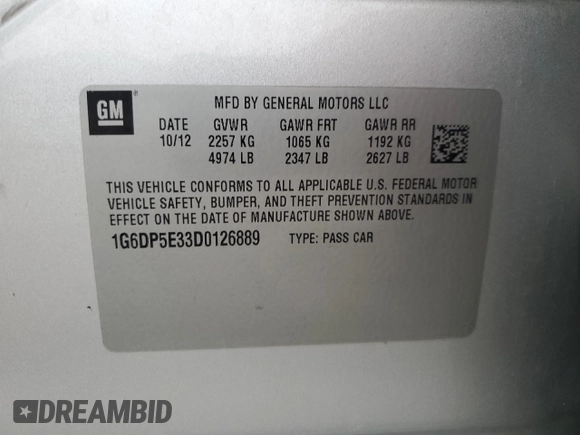 GM ®
MFD BY GENERAL MOTORS LLC
DATE GVWR GAWR FRT GAWR RR
10/12 2257 KG 1065 KG 1192 KG
4974 LB 2347 LB 2627 LB
THIS VEHICLE CONFORMS TO ALL APPLICABLE U.S. FEDERAL MOTOR
VEHICLE SAFETY, BUMPER, AND THEFT PREVENTION STANDARDS IN
EFFECT ON THE DATE OF MANUFACTURE SHOWN ABOVE.
1G6DP5E33D0126889 TYPE: PASS CAR
DREAMBID